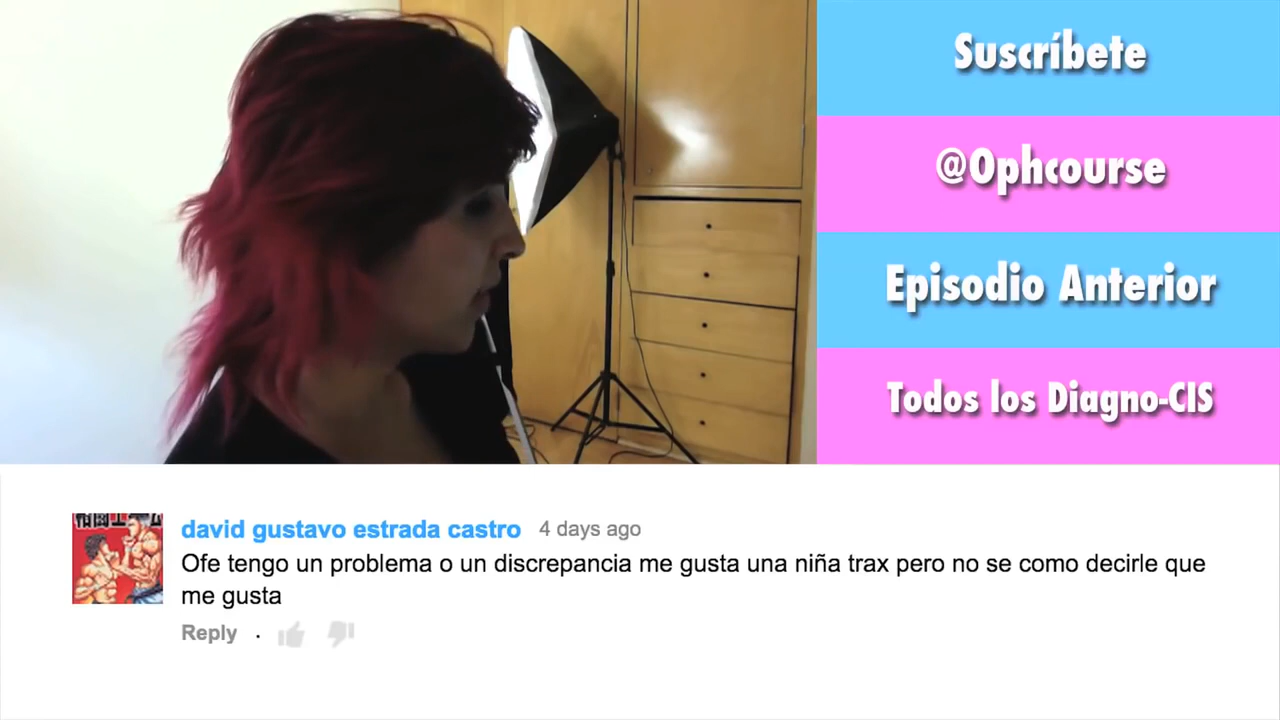 Suscríbete
@Ophcourse
Episodio Anterior
Todos los Diagno-CIS
david gustavo estrada castro 4 days ago
Ofe tengo un problema o un discrepancia me gusta una niña trax pero no se como decirle que
me gusta
Reply ·